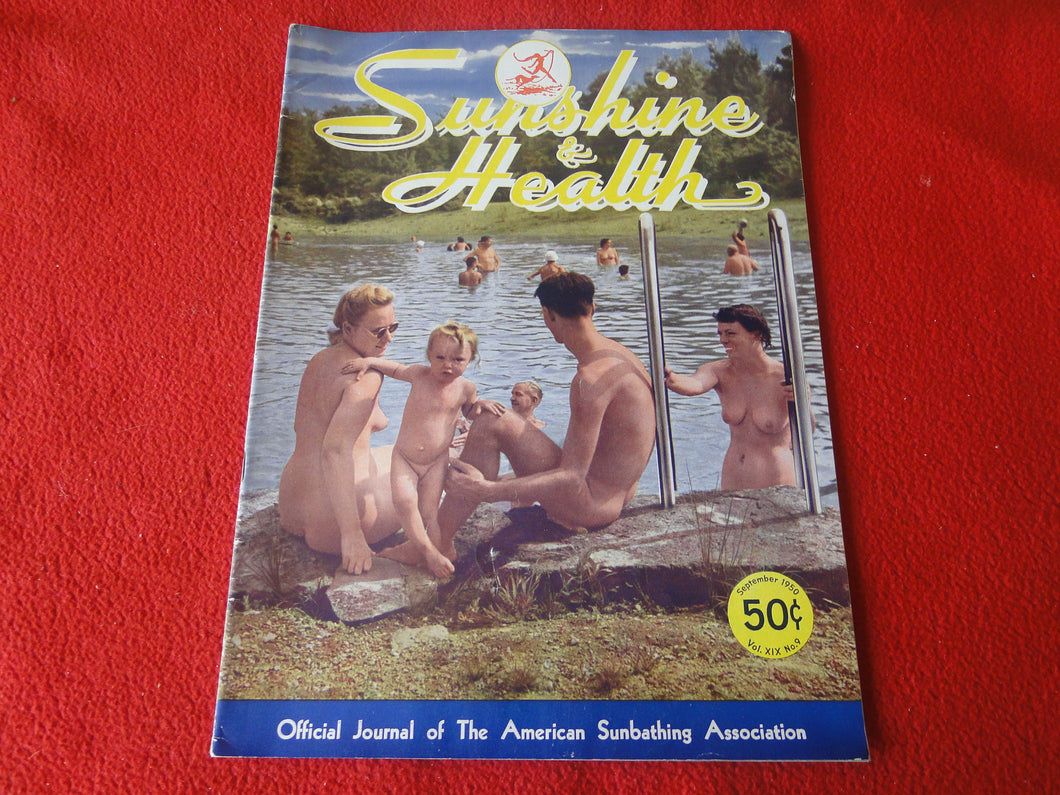 Sunshine
&
Health
September 1950
50¢
Vol. XIX No. 9
Official Journal of The American Sunbathing Association